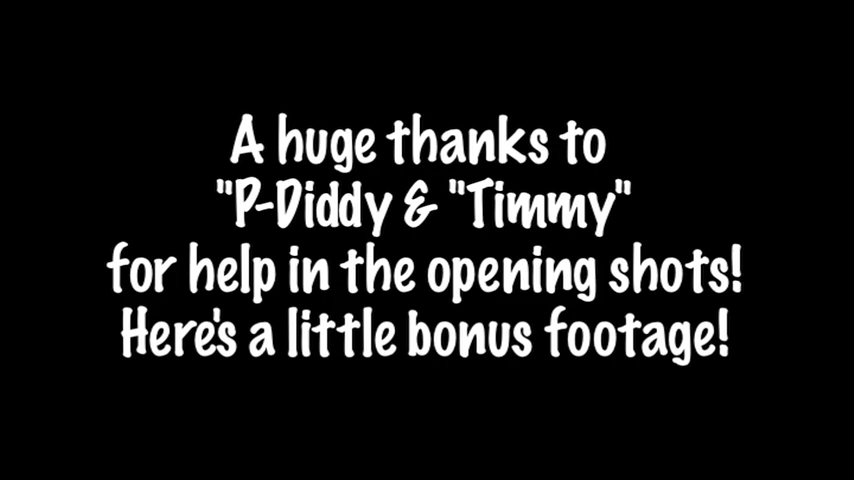 A huge thanks to
"P-Diddy & "Timmy"
for help in the opening shots!
Here's a little bonus footage!